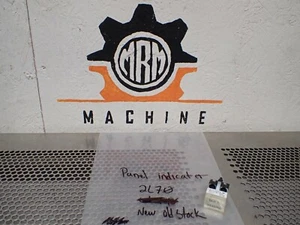 MRM
MACHINE
Panel indicator
2L70
New old stock